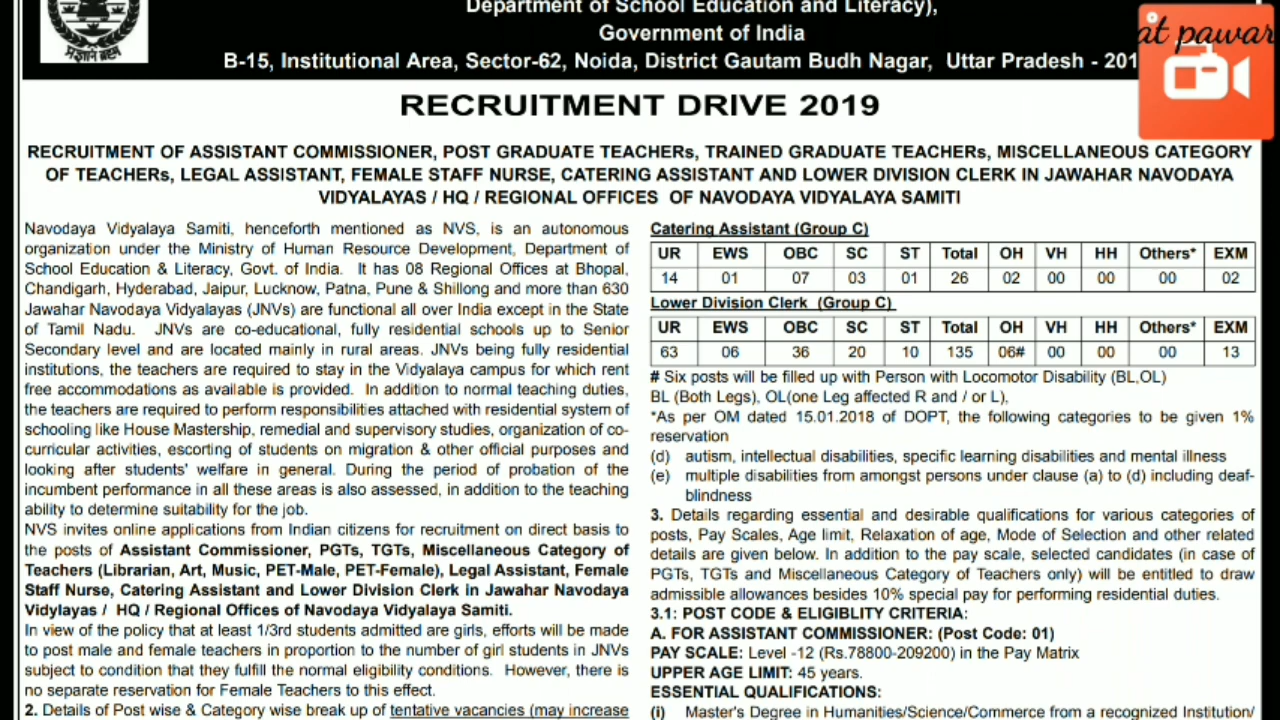 Department of School Education and Literacy),
Government of India
B-15, Institutional Area, Sector-62, Noida, District Gautam Budh Nagar, Uttar Pradesh - 201
at pawar
RECRUITMENT DRIVE 2019
RECRUITMENT OF ASSISTANT COMMISSIONER, POST GRADUATE TEACHERs, TRAINED GRADUATE TEACHERs, MISCELLANEOUS CATEGORY
OF TEACHERs, LEGAL ASSISTANT, FEMALE STAFF NURSE, CATERING ASSISTANT AND LOWER DIVISION CLERK IN JAWAHAR NAVODAYA
VIDYALAYAS / HQ / REGIONAL OFFICES OF NAVODAYA VIDYALAYA SAMITI
Navodaya Vidyalaya Samiti, henceforth mentioned as NVS, is an autonomous
organization under the Ministry of Human Resource Development, Department of
School Education & Literacy, Govt. of India. It has 08 Regional Offices at Bhopal,
Chandigarh, Hyderabad, Jaipur, Lucknow, Patna, Pune & Shillong and more than 630
Jawahar Navodaya Vidyalayas (JNVs) are functional all over India except in the State
of Tamil Nadu. JNVs are co-educational, fully residential schools up to Senior
Secondary level and are located mainly in rural areas. JNVs being fully residential
institutions, the teachers are required to stay in the Vidyalaya campus for which rent
free accommodations as available is provided. In addition to normal teaching duties,
the teachers are required to perform responsibilities attached with residential system of
schooling like House Mastership, remedial and supervisory studies, organization of co-
curricular activities, escorting of students on migration & other official purposes and
looking after students' welfare in general. During the period of probation of the
incumbent performance in all these areas is also assessed, in addition to the teaching
ability to determine suitability for the job.
NVS invites online applications from Indian citizens for recruitment on direct basis to
the posts of Assistant Commissioner, PGTs, TGTs, Miscellaneous Category of
Teachers (Librarian, Art, Music, PET-Male, PET-Female), Legal Assistant, Female
Staff Nurse, Catering Assistant and Lower Division Clerk in Jawahar Navodaya
Vidylayas / HQ / Regional Offices of Navodaya Vidyalaya Samiti.
In view of the policy that at least 1/3rd students admitted are girls, efforts will be made
to post male and female teachers in proportion to the number of girl students in JNVs
subject to condition that they fulfill the normal eligibility conditions. However, there is
no separate reservation for Female Teachers to this effect.
2. Details of Post wise & Category wise break up of tentative vacancies (may increase
Catering Assistant (Group C)
UR EWS OBC SC ST Total OH VH HH Others* EXM
14 01 07 03 01 26 02 00 00 00 02
Lower Division Clerk (Group C)
UR EWS OBC SC ST Total OH VH HH Others* EXM
63 06 36 20 10 135 06# 00 00 00 13
# Six posts will be filled up with Person with Locomotor Disability (BL,OL)
BL (Both Legs), OL(one Leg affected R and / or L),
*As per OM dated 15.01.2018 of DOPT, the following categories to be given 1%
reservation
(d) autism, intellectual disabilities, specific learning disabilities and mental illness
(e) multiple disabilities from amongst persons under clause (a) to (d) including deaf-
blindness
3. Details regarding essential and desirable qualifications for various categories of
posts, Pay Scales, Age limit, Relaxation of age, Mode of Selection and other related
details are given below. In addition to the pay scale, selected candidates (in case of
PGTs, TGTs and Miscellaneous Category of Teachers only) will be entitled to draw
admissible allowances besides 10% special pay for performing residential duties.
3.1: POST CODE & ELIGIBLITY CRITERIA:
A. FOR ASSISTANT COMMISSIONER: (Post Code: 01)
PAY SCALE: Level -12 (Rs.78800-209200) in the Pay Matrix
UPPER AGE LIMIT: 45 years.
ESSENTIAL QUALIFICATIONS:
(i) Master's Degree in Humanities/Science/Commerce from a recognized Institution/